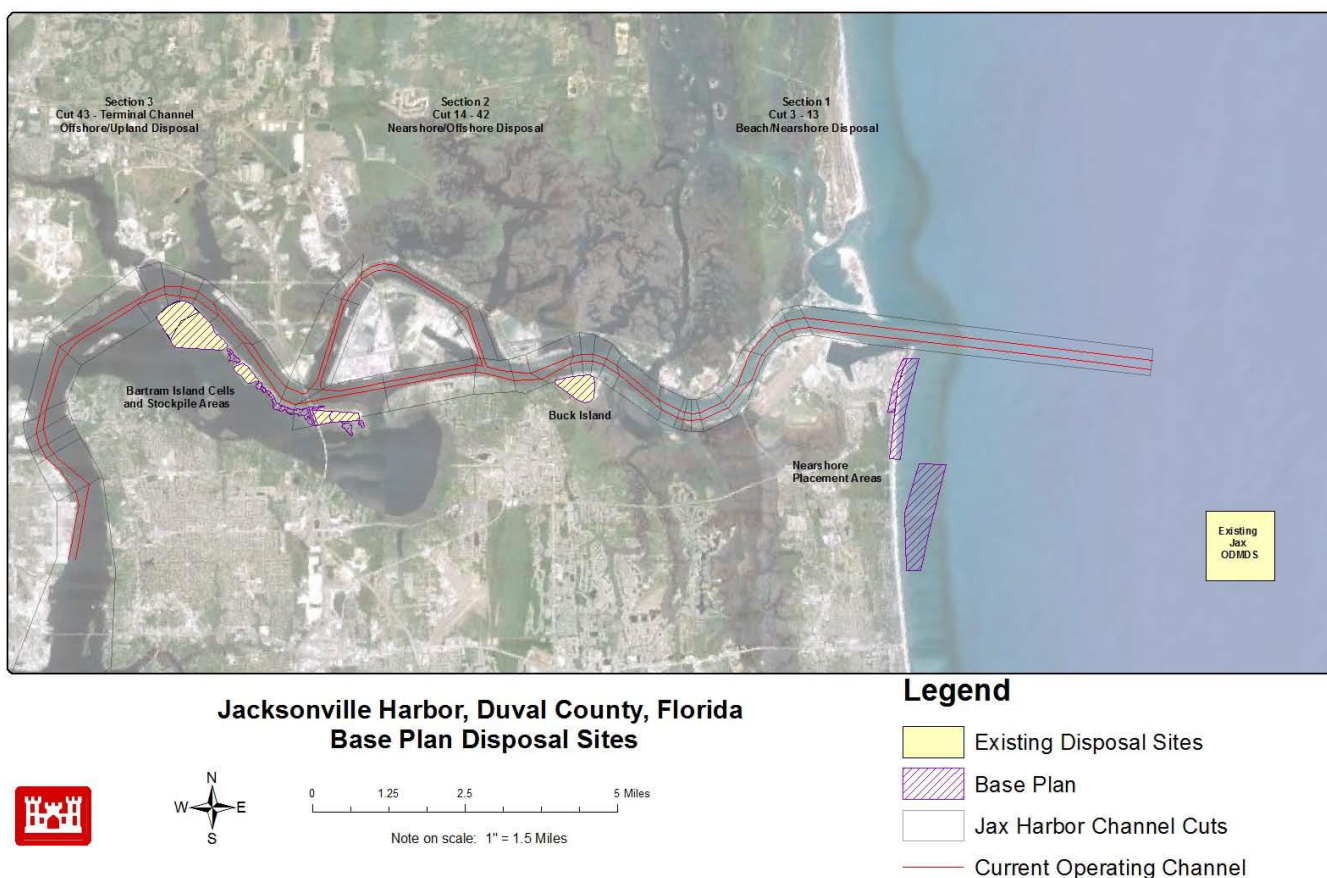 Section 3
Cut 43 - Terminal Channel
Offshore/Upland Disposal
Section 2
Cut 14 - 42
Nearshore/Offshore Disposal
Section 1
Cut 3 - 13
Beach/Nearshore Disposal
Bartram Island Cells
and Stockpile Areas
Buck Island
Nearshore
Placement Areas
Existing
Jax
ODMDS
Jacksonville Harbor, Duval County, Florida
Base Plan Disposal Sites
N
W E
S
0 1.25 2.5 5 Miles
Note on scale: 1" = 1.5 Miles
Legend
Existing Disposal Sites
Base Plan
Jax Harbor Channel Cuts
Current Operating Channel